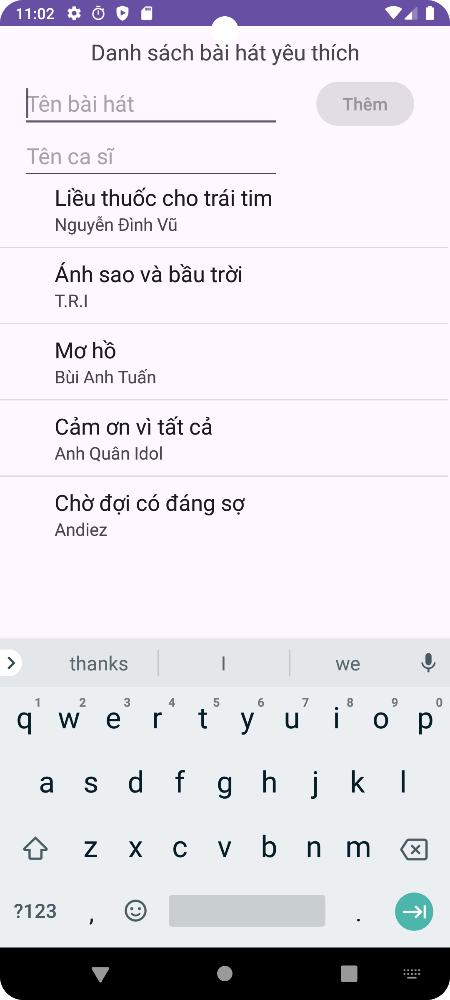 11:02
Danh sách bài hát yêu thích
Tên bài hát
Thêm
Tên ca sĩ
Liều thuốc cho trái tim
Nguyễn Đình Vũ
Ánh sao và bầu trời
T.R.I
Mơ hồ
Bùi Anh Tuấn
Cảm ơn vì tất cả
Anh Quân Idol
Chờ đợi có đáng sợ
Andiez
thanks I we
q 1 w 2 e 3 r 4 t 5 y 6 u 7 i 8 o 9 p 0
a s d f g h j k l
z x c v b n m
?123 , .